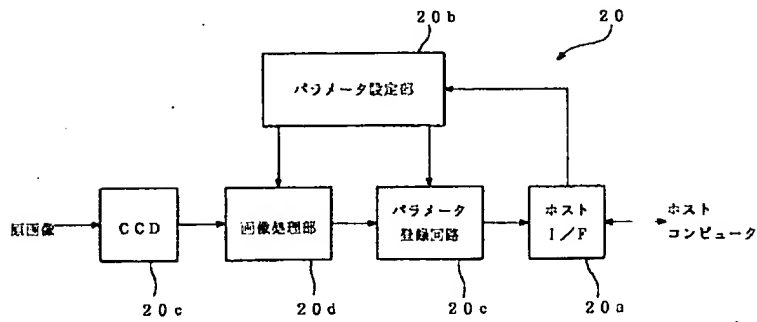 20b
20
パラメータ設定部
原画像
CCD
画像処理部
パラメータ
登録回路
ホスト
I/F
ホスト
コンピュータ
20c
20d
20c
20a